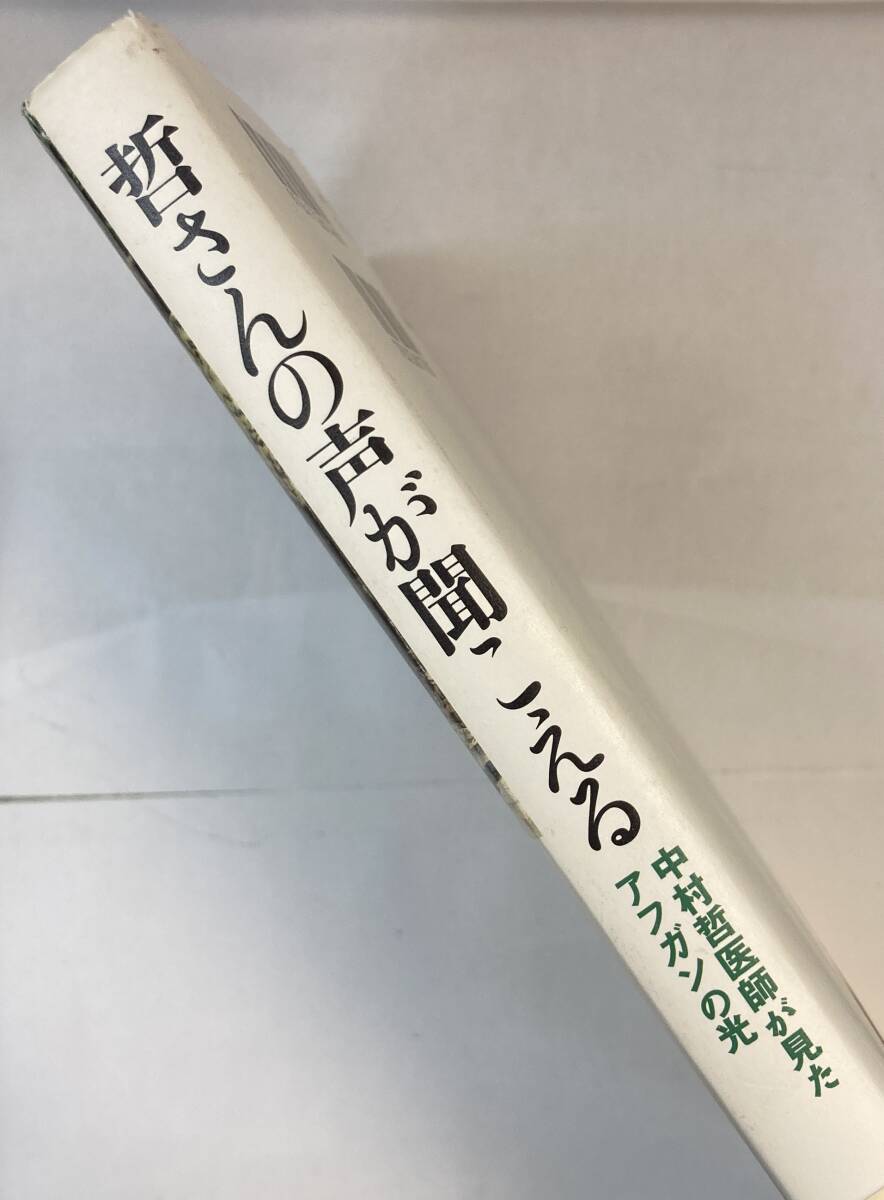 哲さんの声が聞こえる
中村哲医師が見た
アフガンの光